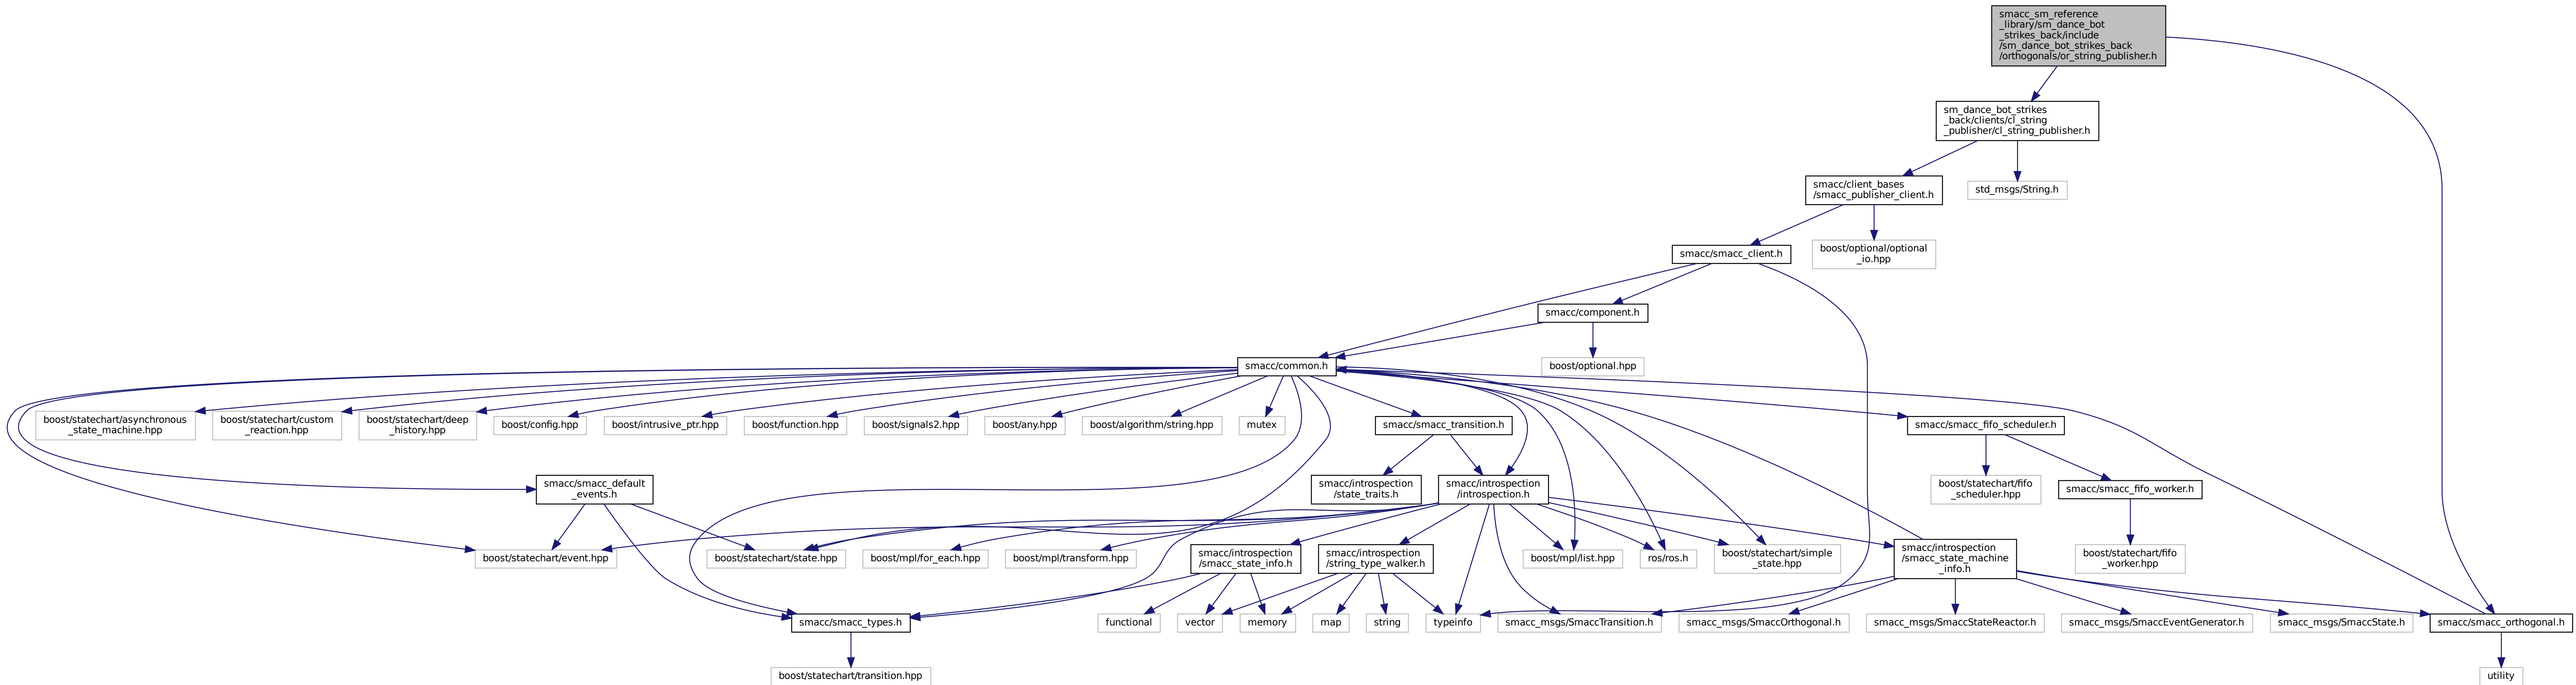 smacc_sm_reference
_library/sm_dance_bot
_strikes_back/include
/sm_dance_bot_strikes_back
/orthogonals/or_string_publisher.h
sm_dance_bot_strikes
_back/clients/cl_string
_publisher/cl_string_publisher.h
smacc/client_bases
/smacc_publisher_client.h
std_msgs/String.h
smacc/smacc_client.h
boost/optional/optional
_io.hpp
smacc/component.h
smacc/common.h
boost/optional.hpp
boost/statechart/asynchronous
_state_machine.hpp
boost/statechart/custom
_reaction.hpp
boost/statechart/deep
_history.hpp
boost/config.hpp
boost/intrusive_ptr.hpp
boost/function.hpp
boost/signals2.hpp
boost/any.hpp
boost/algorithm/string.hpp
mutex
smacc/smacc_transition.h
smacc/smacc_fifo_scheduler.h
smacc/smacc_default
_events.h
smacc/introspection
/state_traits.h
smacc/introspection
/introspection.h
boost/statechart/fifo
_scheduler.hpp
smacc/smacc_fifo_worker.h
boost/statechart/event.hpp
boost/statechart/state.hpp
boost/mpl/for_each.hpp
boost/mpl/transform.hpp
smacc/introspection
/smacc_state_info.h
smacc/introspection
/string_type_walker.h
boost/mpl/list.hpp
ros/ros.h
boost/statechart/simple
_state.hpp
smacc/introspection
/smacc_state_machine
_info.h
boost/statechart/fifo
_worker.hpp
smacc/smacc_types.h
functional
vector
memory
map
string
typeinfo
smacc_msgs/SmaccTransition.h
smacc_msgs/SmaccOrthogonal.h
smacc_msgs/SmaccStateReactor.h
smacc_msgs/SmaccEventGenerator.h
smacc_msgs/SmaccState.h
smacc/smacc_orthogonal.h
boost/statechart/transition.hpp
utility